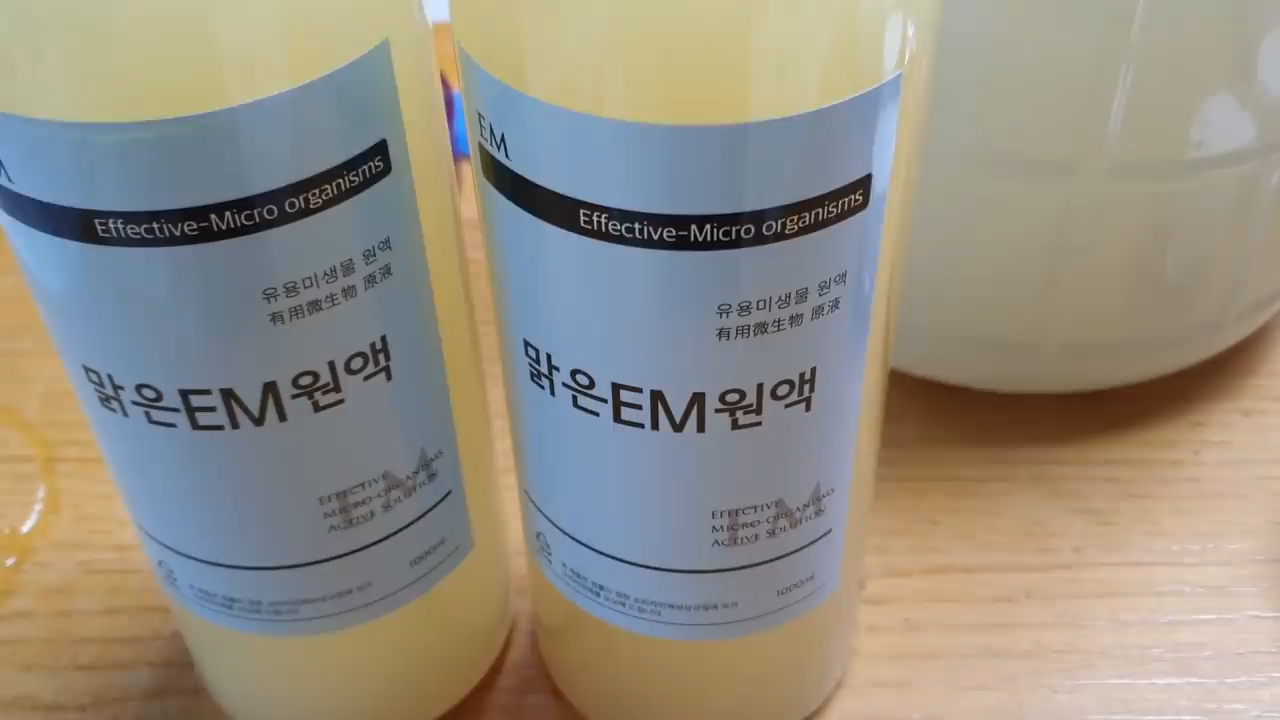 M
Effective-Micro organisms
유용미생물 원액
有用微生物 原液
맑은EM원액
EFFECTIVE
MICRO-ORGANISMS
ACTIVE SOLUTION
1000ml
EM
Effective-Micro organisms
유용미생물 원액
有用微生物 原液
맑은EM원액
EFFECTIVE
MICRO-ORGANISMS
ACTIVE SOLUTION
1000ml